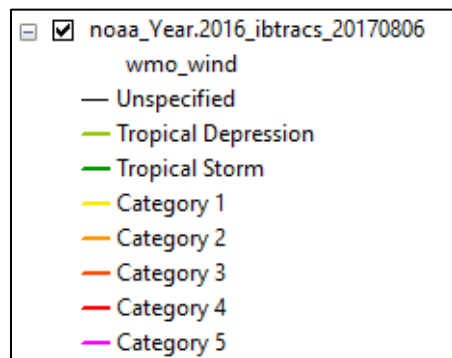 noaa_Year.2016_ibtracs_20170806
wmo_wind
Unspecified
Tropical Depression
Tropical Storm
Category 1
Category 2
Category 3
Category 4
Category 5